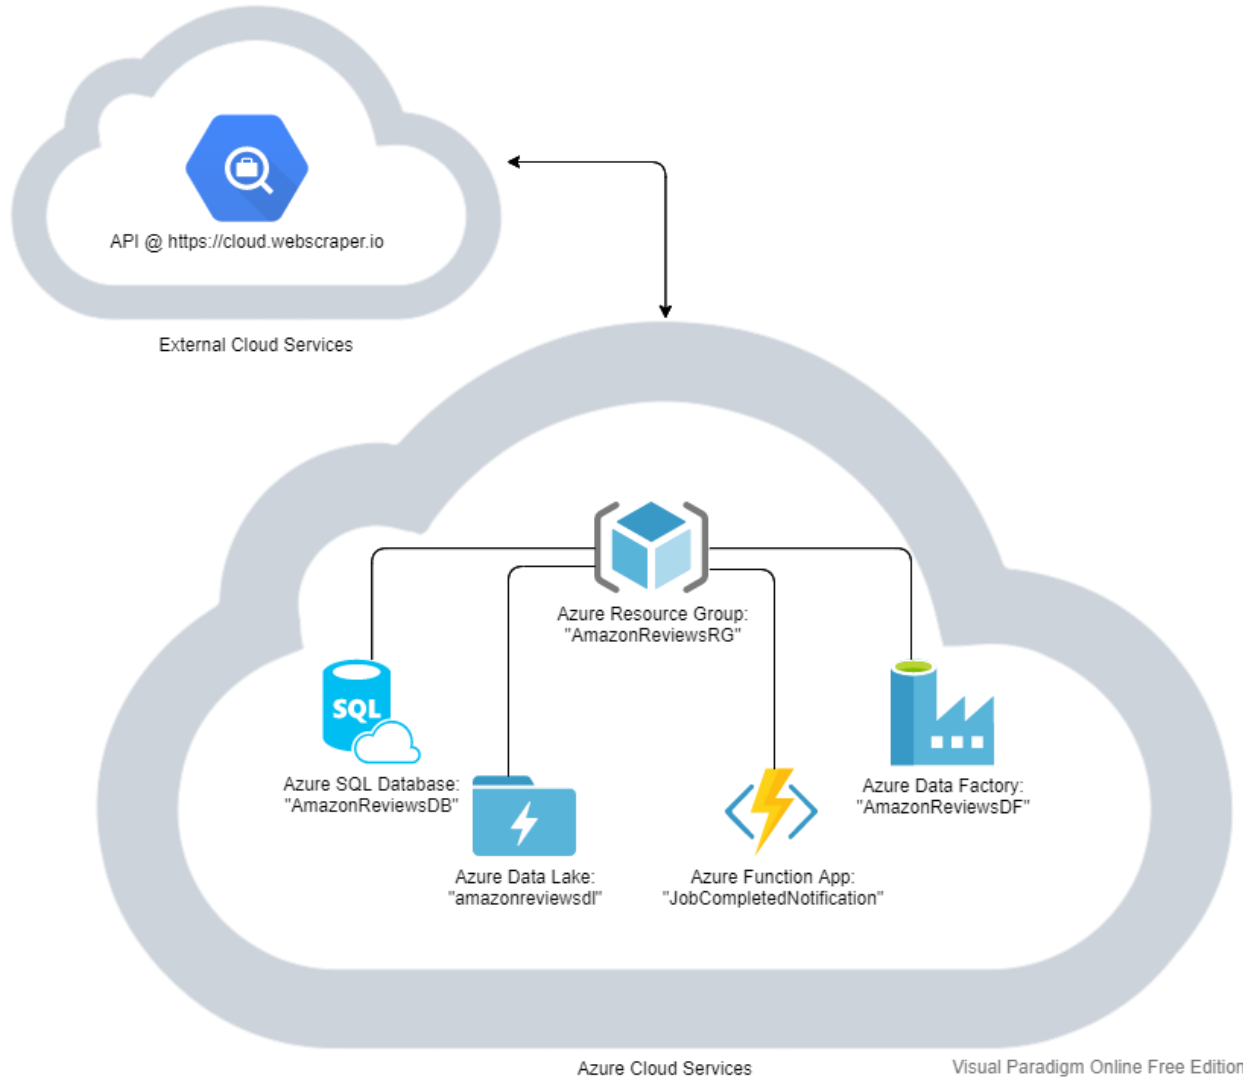 API @ https://cloud.webscraper.io
External Cloud Services
Azure Resource Group:
"AmazonReviewsRG"
SQL
Azure SQL Database:
"AmazonReviewsDB"
Azure Data Factory:
"AmazonReviewsDF"
Azure Data Lake:
"amazonreviewsdl"
Azure Function App:
"JobCompletedNotification"
Azure Cloud Services
Visual Paradigm Online Free Edition